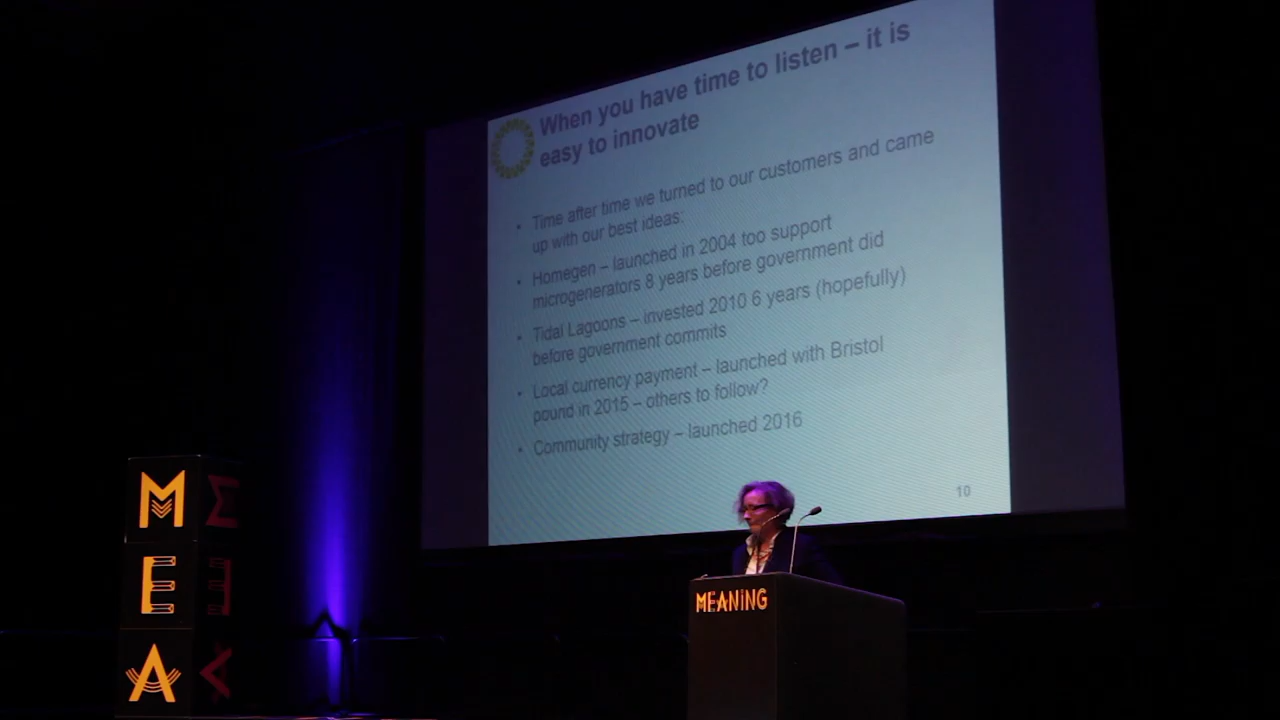 When you have time to listen – it is
easy to innovate
• Time after time we turned to our customers and came
up with our best ideas:
• Homegen – launched in 2004 too support
microgenerators 8 years before government did
• Tidal Lagoons – invested 2010 6 years (hopefully)
before government commits
• Local currency payment – launched with Bristol
pound in 2015 – others to follow?
• Community strategy – launched 2016
10
MEANING
M
E
A